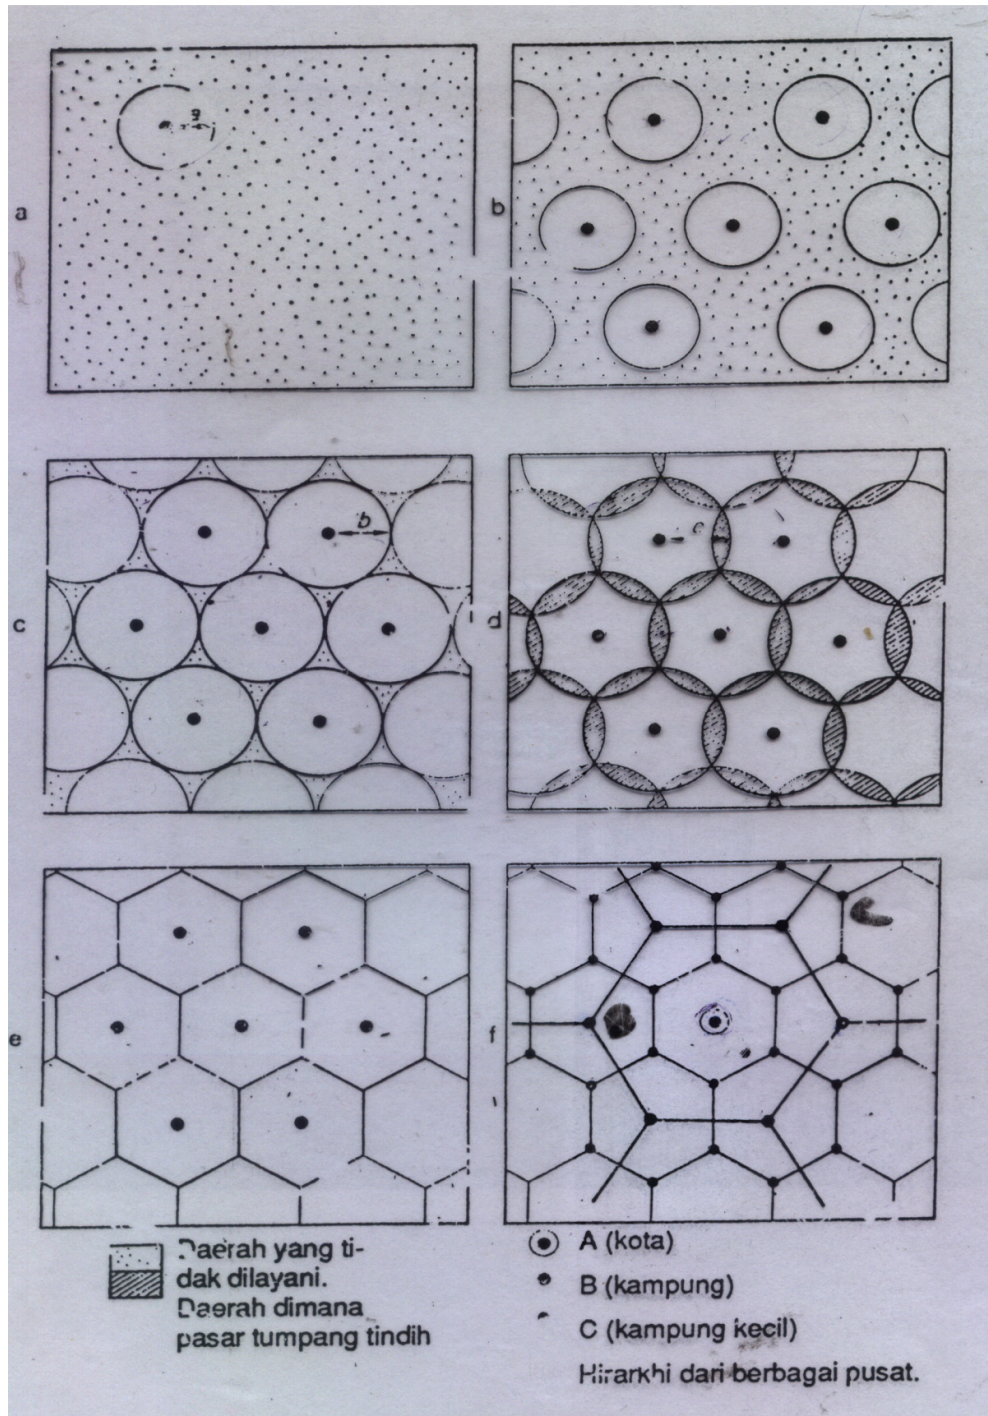 a
a
b
c
b
d
c
e
f
Daerah yang ti-
dak dilayani.
Daerah dimana
pasar tumpang tindih
A (kota)
B (kampung)
C (kampung kecil)
Hirarkhi dari berbagai pusat.